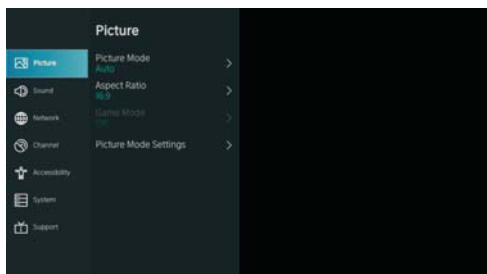 Picture
Picture
Sound
Network
Channel
Accessibility
System
Support
Picture Mode
Auto
Aspect Ratio
16:9
Game Mode
Picture Mode Settings